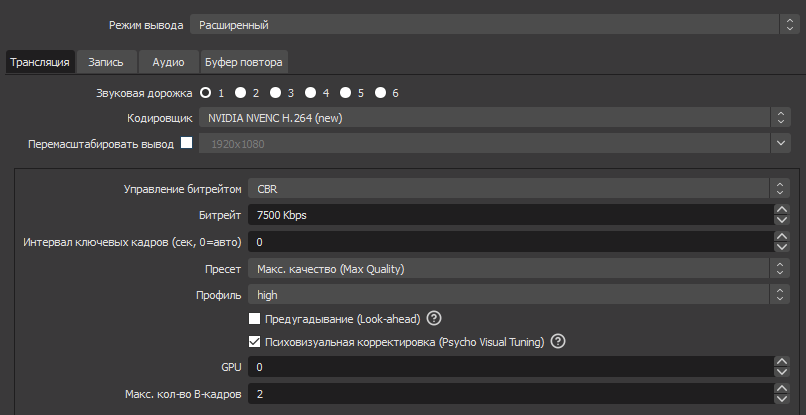 Режим вывода Расширенный
Трансляция Запись Аудио Буфер повтора
Звуковая дорожка 1 2 3 4 5 6
Кодировщик NVIDIA NVENC H.264 (new)
Перемасштабировать вывод 1920x1080
Управление битрейтом CBR
Битрейт 7500 Kbps
Интервал ключевых кадров (сек, 0=авто) 0
Пресет Макс. качество (Max Quality)
Профиль high
Предугадывание (Look-ahead) ?
Психовизуальная корректировка (Psycho Visual Tuning) ?
GPU 0
Макс. кол-во B-кадров 2